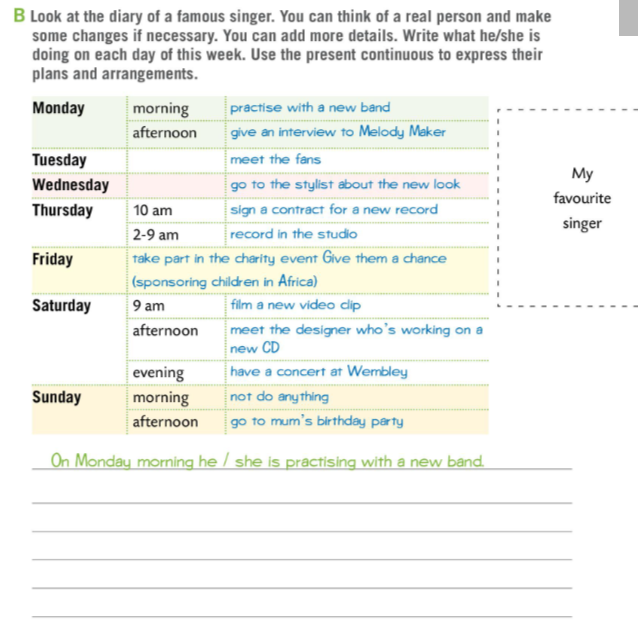 B Look at the diary of a famous singer. You can think of a real person and make
some changes if necessary. You can add more details. Write what he/she is
doing on each day of this week. Use the present continuous to express their
plans and arrangements.
Monday morning practise with a new band
afternoon give an interview to Melody Maker
Tuesday meet the fans
Wednesday go to the stylist about the new look
Thursday 10 am sign a contract for a new record
2-9 am record in the studio
Friday take part in the charity event Give them a chance
(sponsoring children in Africa)
Saturday 9 am film a new video clip
afternoon meet the designer who's working on a
new CD
evening have a concert at Wembley
Sunday morning not do anything
afternoon go to mum's birthday party
My
favourite
singer
On Monday morning he / she is practising with a new band.